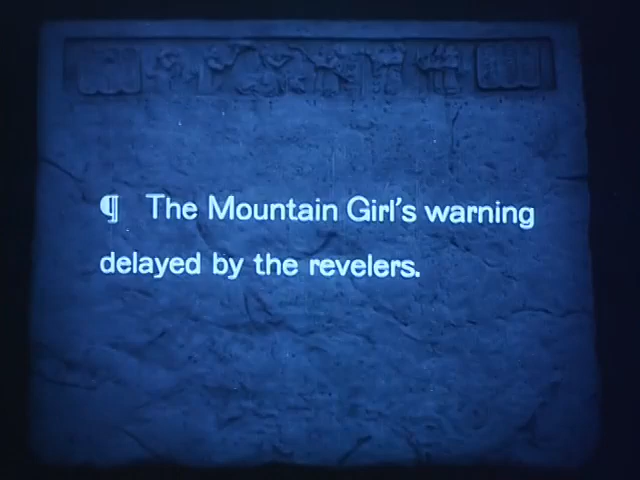 ¶ The Mountain Girl's warning
delayed by the revelers.